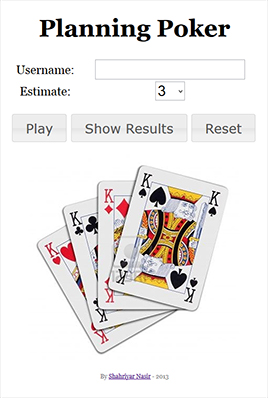 Planning Poker
Username:
Estimate: 3
Play Show Results Reset
K K K K
K K K
By Shahriyar Nasir - 2013